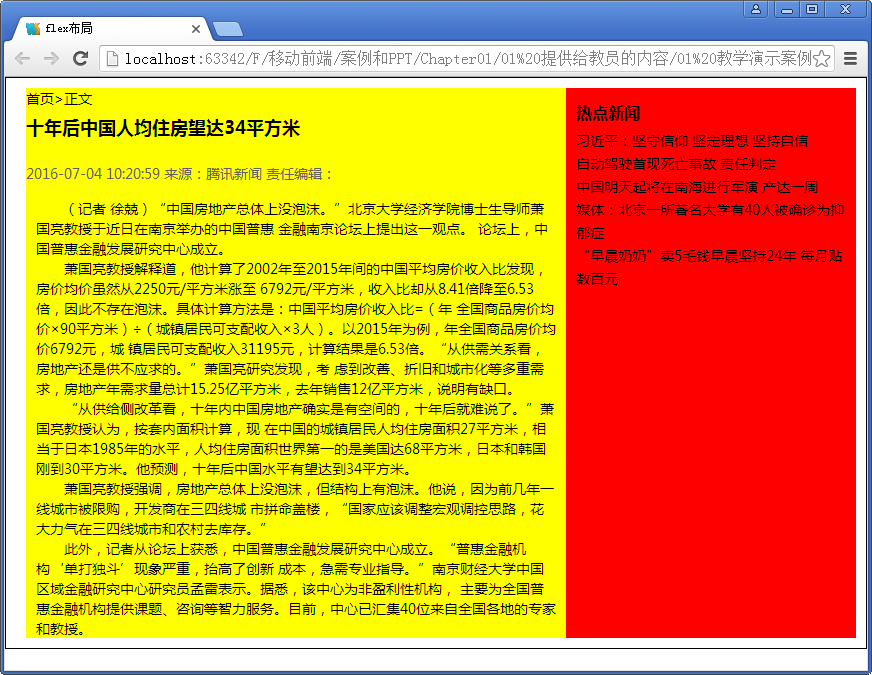 flex布局
localhost:63342/F/移动前端/案例和PPT/Chapter01/01%20提供给教员的内容/01%20教学演示案例
首页>正文
十年后中国人均住房望达34平方米
2016-07-04 10:20:59 来源：腾讯新闻 责任编辑：
（记者 徐兢）“中国房地产总体上没泡沫。”北京大学经济学院博士生导师萧
国亮教授于近日在南京举办的中国普惠 金融南京论坛上提出这一观点。 论坛上，中
国普惠金融发展研究中心成立。
萧国亮教授解释道，他计算了2002年至2015年间的中国平均房价收入比发现，
房价均价虽然从2250元/平方米涨至 6792元/平方米，收入比却从8.41倍降至6.53
倍，因此不存在泡沫。具体计算方法是：中国平均房价收入比=（年 全国商品房价均
价×90平方米）÷（城镇居民可支配收入×3人）。以2015年为例，年全国商品房价均
价6792元，城 镇居民可支配收入31195元，计算结果是6.53倍。“从供需关系看，
房地产还是供不应求的。”萧国亮研究发现，考 虑到改善、折旧和城市化等多重需
求，房地产年需求量总计15.25亿平方米，去年销售12亿平方米，说明有缺口。
“从供给侧改革看，十年内中国房地产确实是有空间的，十年后就难说了。”萧
国亮教授认为，按套内面积计算，现 在中国的城镇居民人均住房面积27平方米，相
当于日本1985年的水平，人均住房面积世界第一的是美国达68平方米，日本和韩国
刚到30平方米。他预测，十年后中国水平有望达到34平方米。
萧国亮教授强调，房地产总体上没泡沫，但结构上有泡沫。他说，因为前几年一
线城市被限购，开发商在三四线城 市拼命盖楼，“国家应该调整宏观调控思路，花
大力气在三四线城市和农村去库存。”
此外，记者从论坛上获悉，中国普惠金融发展研究中心成立。“普惠金融机
构‘单打独斗’现象严重，抬高了创新 成本，急需专业指导。”南京财经大学中国
区域金融研究中心研究员孟雷表示。据悉，该中心为非盈利性机构， 主要为全国普
惠金融机构提供课题、咨询等智力服务。目前，中心已汇集40位来自全国各地的专家
和教授。
热点新闻
习近平：坚守信仰 坚定理想 坚持自信
自动驾驶首现死亡事故 责任判定
中国明天起将在南海进行军演 产达一周
媒体：北京一所著名大学有40人被确诊为抑
郁症
“早晨奶奶”卖5毛钱早晨坚持24年 每月贴
数百元